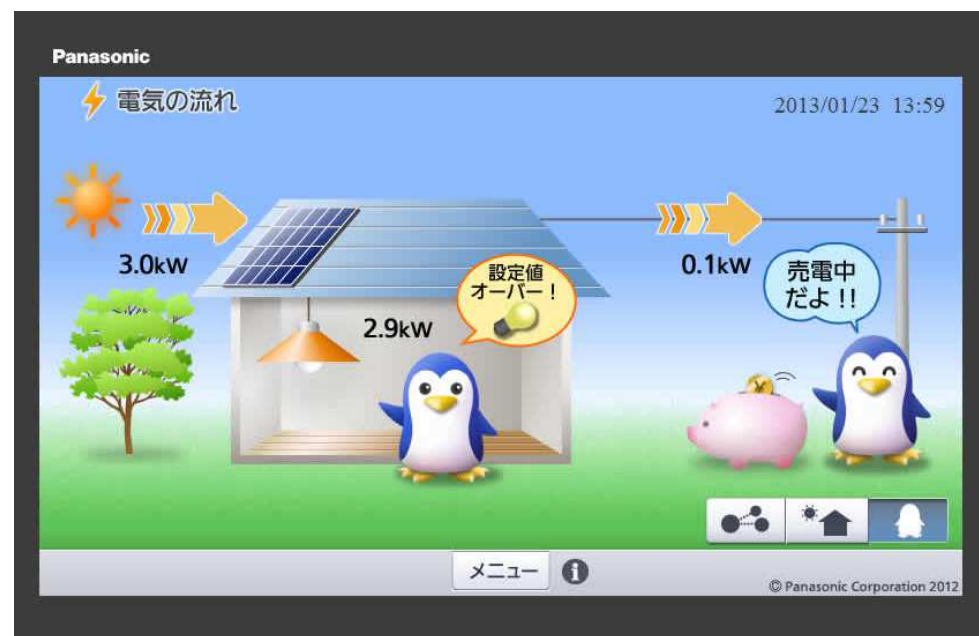 Panasonic
電気の流れ
2013/01/23 13:59
3.0kW
2.9kW
設定値
オーバー！
0.1kW
売電中
だよ!!
¥
メニュー
i
© Panasonic Corporation 2012